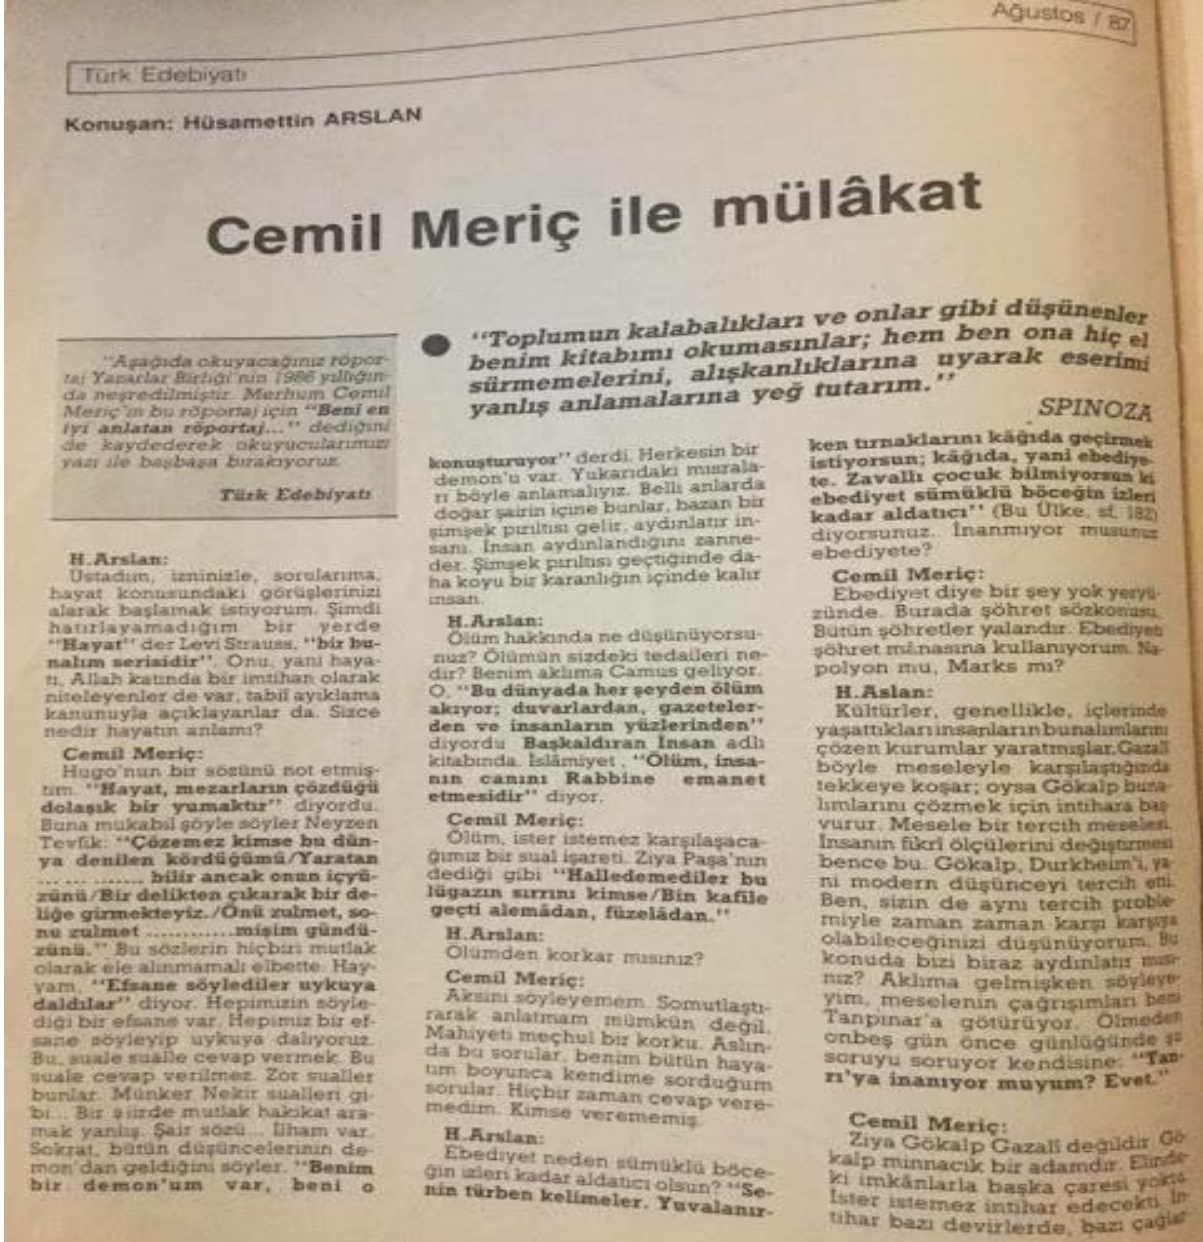 Ağustos / 87
Türk Edebiyatı
Konuşan: Hüsamettin ARSLAN
Cemil Meriç ile mülâkat
"Aşağıda okuyacağınız röpor-
taj Yazarlar Birliği'nin 1986 yıllığın-
da neşredilmiştir. Merhum Cemil
Meriç'in bu röportaj için "Beni en
iyi anlatan röportaj..." dediğini
de kaydederek okuyucularımızı
yazı ile başbaşa bırakıyoruz.
Türk Edebiyatı
"Toplumun kalabalıkları ve onlar gibi düşünenler
benim kitabımı okumasınlar; hem ben ona hiç el
sürmemelerini, alışkanlıklarına uyarak eserimi
yanlış anlamalarına yeğ tutarım."
SPINOZA
H.Arslan:
Üstadım, izninizle, sorularıma,
hayat konusundaki görüşlerinizi
alarak başlamak istiyorum. Şimdi
hatırlayamadığım bir yerde
"Hayat" der Levi Strauss, "bir bu-
nalım serisidir". Onu, yani haya-
tı, Allah katında bir imtihan olarak
niteleyenler de var, tabiî ayıklama
kanunuyla açıklayanlar da. Sizce
nedir hayatın anlamı?
Cemil Meriç:
Hugo'nun bir sözünü not etmiş-
tim. "Hayat, mezarların çözdüğü
dolaşık bir yumaktır" diyordu.
Buna mukabil şöyle söyler Neyzen
Tevfik: "Çözemez kimse bu dün-
ya denilen kördüğümü/Yaratan
... ... ....... bilir ancak onun içyü-
zünü/Bir delikten çıkarak bir de-
liğe girmekteyiz./Önü zulmet, so-
nu zulmet ............mişim gündü-
zünü." Bu sözlerin hiçbiri mutlak
olarak ele alınmamalı elbette. Hay-
yam, "Efsane söylediler uykuya
daldılar" diyor. Hepimizin söyle-
diği bir efsane var. Hepimiz bir ef-
sane söyleyip uykuya dalıyoruz.
Bu, suale sualle cevap vermek. Bu
suale cevap verilmez. Zor sualler
bunlar. Münker Nekir sualleri gi-
bi... Bir şiirde mutlak hakikat ara-
mak yanlış. Şair sözü... İlham var.
Sokrat, bütün düşüncelerinin de-
mon'dan geldiğini söyler. "Benim
bir demon'um var, beni o
konuşturuyor" derdi. Herkesin bir
demon'u var. Yukarıdaki mısrala-
rı böyle anlamalıyız. Belli anlarda
doğar şairin içine bunlar, bazan bir
şimşek pırıltısı gelir, aydınlatır in-
sanı. İnsan aydınlandığını zanne-
der. Şimşek pırıltısı geçtiğinde da-
ha koyu bir karanlığın içinde kalır
insan.
H.Arslan:
Ölüm hakkında ne düşünüyorsu-
nuz? Ölümün sizdeki tedaileri ne-
dir? Benim aklıma Camus geliyor.
O, "Bu dünyada her şeyden ölüm
akıyor; duvarlardan, gazeteler-
den ve insanların yüzlerinden"
diyordu Başkaldıran İnsan adlı
kitabında. İslâmiyet, "Ölüm, insa-
nın canını Rabbine emanet
etmesidir" diyor.
Cemil Meriç:
Ölüm, ister istemez karşılaşaca-
ğımız bir sual işareti. Ziya Paşa'nın
dediği gibi "Halledemediler bu
lügazın sırrını kimse/Bin kafile
geçti alemâdan, füzelâdan."
H.Arslan:
Ölümden korkar mısınız?
Cemil Meriç:
Aksini söyleyemem. Somutlaştı-
rarak anlatmam mümkün değil.
Mahiyeti meçhul bir korku. Aslın-
da bu sorular, benim bütün haya-
tım boyunca kendime sorduğum
sorular. Hiçbir zaman cevap vere-
medim. Kimse verememiş.
H.Arslan:
Ebediyet neden sümüklü böce-
ğin izleri kadar aldatıcı olsun? "Se-
nin türben kelimeler. Yuvalanır-
ken tırnaklarını kâğıda geçirmek
istiyorsun; kâğıda, yani ebediye-
te. Zavallı çocuk bilmiyorsun ki
ebediyet sümüklü böceğin izleri
kadar aldatıcı" (Bu Ülke, sf. 182)
diyorsunuz. İnanmıyor musunuz
ebediyete?
Cemil Meriç:
Ebediyet diye bir şey yok yeryü-
zünde. Burada şöhret sözkonusu.
Bütün şöhretler yalandır. Ebediyen
şöhret mânasına kullanıyorum. Na-
polyon mu, Marks mı?
H.Aslan:
Kültürler, genellikle, içlerinde
yaşattıkları insanların bunalımlarını
çözen kurumlar yaratmışlar. Gazalî
böyle meseleyle karşılaştığında
tekkeye koşar; oysa Gökalp buna-
lımlarını çözmek için intihara baş
vurur. Mesele bir tercih meselesi.
İnsanın fikrî ölçülerini değiştirmesi
bence bu. Gökalp, Durkheim'i, ya-
ni modern düşünceyi tercih etti.
Ben, sizin de aynı tercih proble-
miyle zaman zaman karşı karşıya
olabileceğinizi düşünüyorum. Bu
konuda bizi biraz aydınlatır mısı-
nız? Aklıma gelmişken söyleye-
yim, meselenin çağrışımları beni
Tanpınar'a götürüyor. Ölmeden
onbeş gün önce günlüğünde şu
soruyu soruyor kendisine: "Tan-
rı'ya inanıyor muyum? Evet."
Cemil Meriç:
Ziya Gökalp Gazalî değildir. Gö-
kalp minnacık bir adamdır. Elinde-
ki imkânlarla başka çaresi yoktu.
İster istemez intihar edecekti. İn-
tihar bazı devirlerde, bazı çağlar